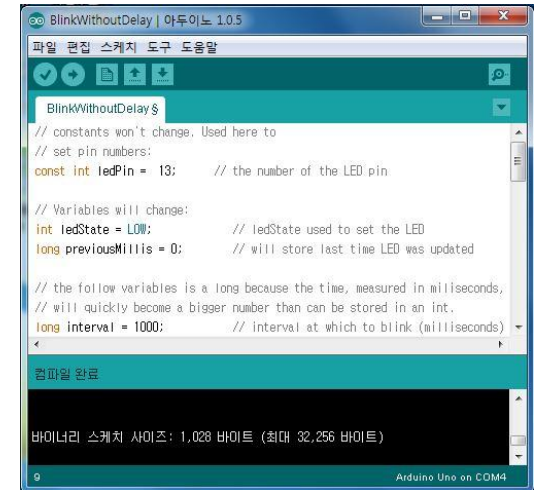 BlinkWithoutDelay | 아두이노 1.0.5
파일 편집 스케치 도구 도움말
BlinkWithoutDelay §
// constants won't change. Used here to
// set pin numbers:
const int ledPin =  13;      // the number of the LED pin
// Variables will change:
int ledState = LOW;             // ledState used to set the LED
long previousMillis = 0;        // will store last time LED was updated
// the follow variables is a long because the time, measured in miliseconds,
// will quickly become a bigger number than can be stored in an int.
long interval = 1000;           // interval at which to blink (milliseconds)
컴파일 완료
바이너리 스케치 사이즈: 1,028 바이트 (최대 32,256 바이트)
9 Arduino Uno on COM4